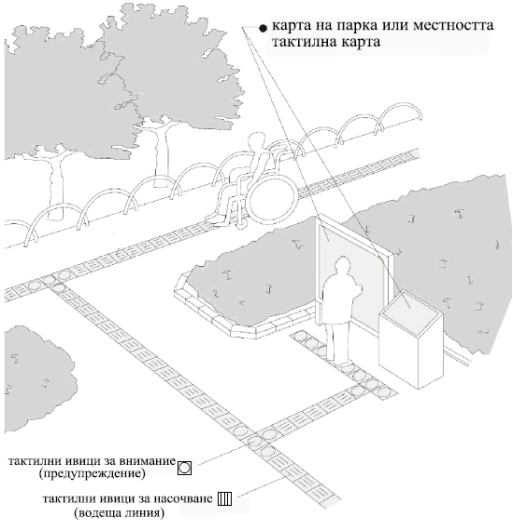 карта на парка или местността
тактилна карта
тактилни ивици за внимание
(предупреждение)
тактилни ивици за насочване
(водеща линия)